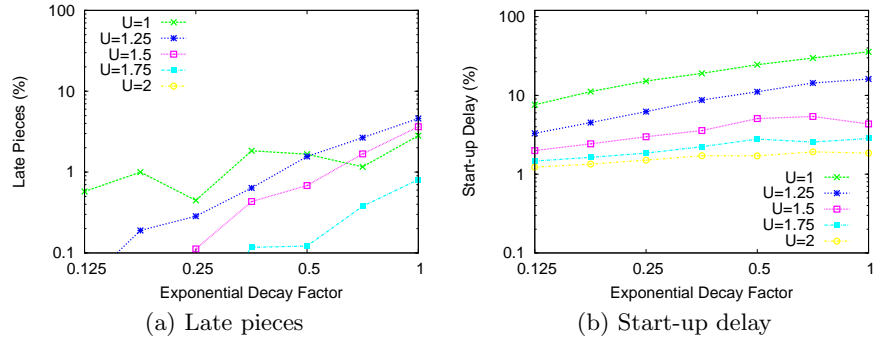 Late Pieces (%)
100
10
1
0.1
U=1
U=1.25
U=1.5
U=1.75
U=2
0.125
0.25
0.5
1
Exponential Decay Factor
(a) Late pieces
Start-up Delay (%)
100
10
1
0.1
U=1
U=1.25
U=1.5
U=1.75
U=2
0.125
0.25
0.5
1
Exponential Decay Factor
(b) Start-up delay